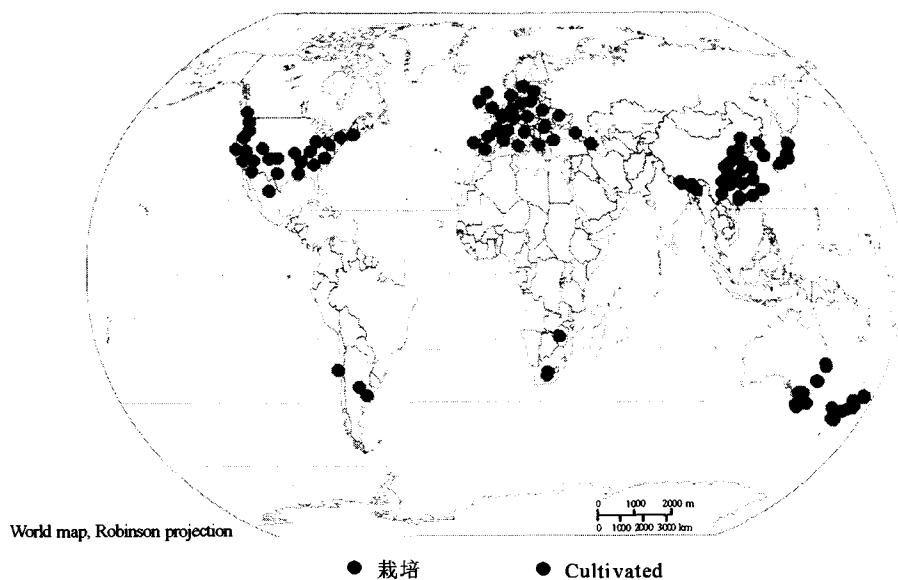 0 1000 2000 m
0 1000 2000 3000 km
World map, Robinson projection
● 栽培 ● Cultivated